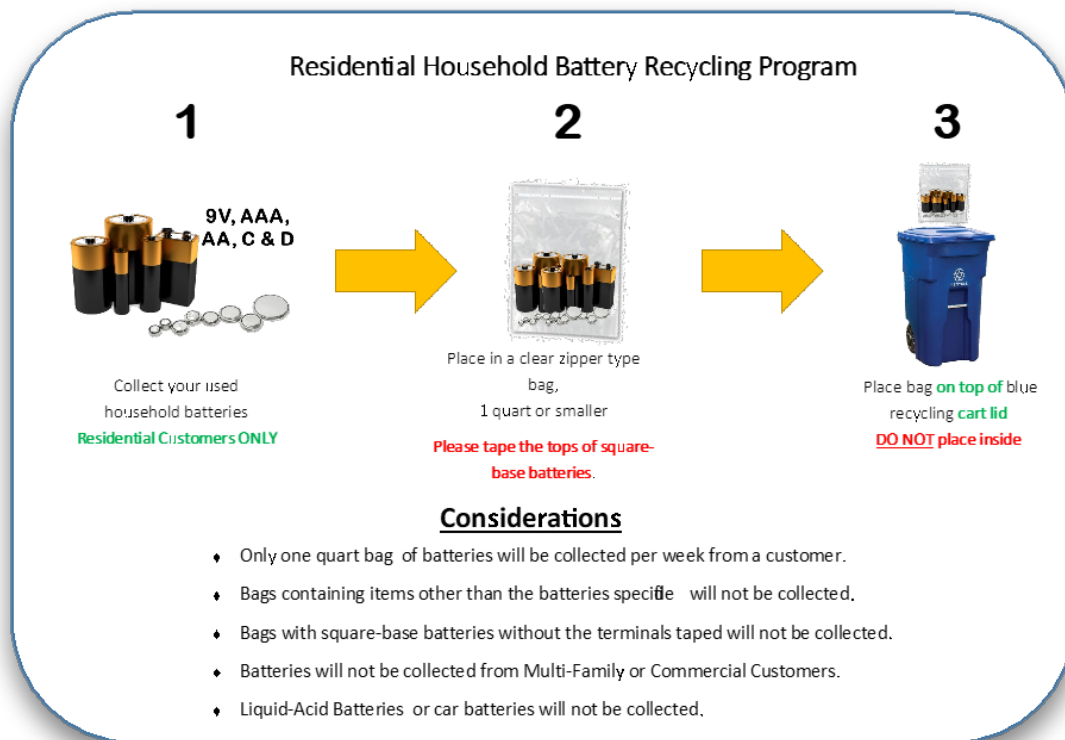 Residential Household Battery Recycling Program
1
2
3
9V, AAA,
AA, C & D
Collect your used
household batteries
Residential Customers ONLY
Place in a clear zipper type
bag,
1 quart or smaller
Please tape the tops of square-
base batteries.
Place bag on top of blue
recycling cart lid
DO NOT place inside
Considerations
Only one quart bag of batteries will be collected per week from a customer.
Bags containing items other than the batteries specifie will not be collected.
Bags with square-base batteries without the terminals taped will not be collected.
Batteries will not be collected from Multi-Family or Commercial Customers.
Liquid-Acid Batteries or car batteries will not be collected.